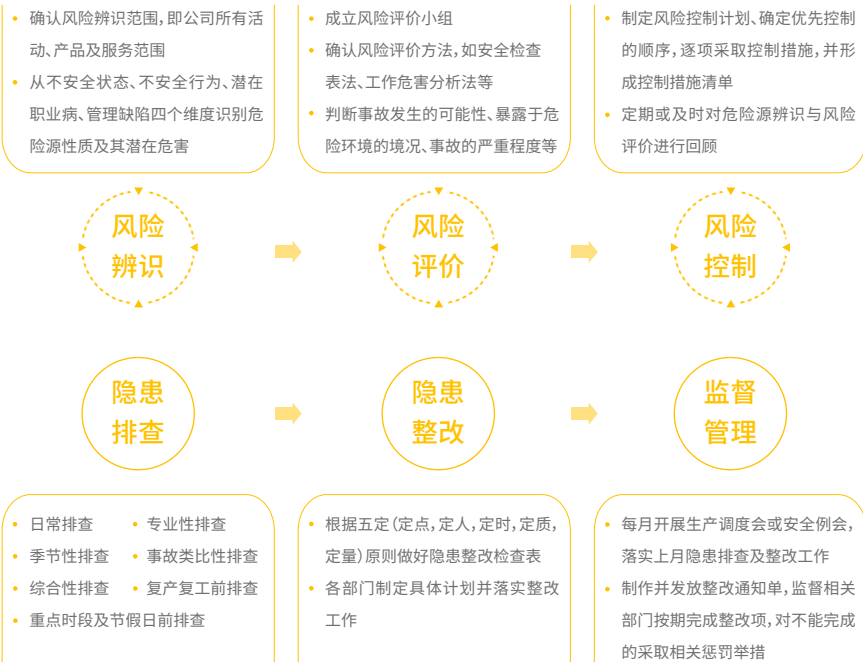 • 确认风险辨识范围，即公司所有活
动、产品及服务范围
• 从不安全状态、不安全行为、潜在
职业病、管理缺陷四个维度识别危
险源性质及其潜在危害
• 成立风险评价小组
• 确认风险评价方法，如安全检查
表法、工作危害分析法等
• 判断事故发生的可能性、暴露于危
险环境的境况、事故的严重程度等
• 制定风险控制计划、确定优先控制
的顺序，逐项采取控制措施，并形
成控制措施清单
• 定期或及时对危险源辨识与风险
评价进行回顾
风险
辨识
风险
评价
风险
控制
隐患
排查
隐患
整改
监督
管理
• 日常排查 • 专业性排查
• 季节性排查 • 事故类比性排查
• 综合性排查 • 复产复工前排查
• 重点时段及节假日前排查
• 根据五定（定点，定人，定时，定质，
定量）原则做好隐患整改检查表
• 各部门制定具体计划并落实整改
工作
• 每月开展生产调度会或安全例会，
落实上月隐患排查及整改工作
• 制作并发放整改通知单，监督相关
部门按期完成整改项，对不能完成
的采取相关惩罚举措